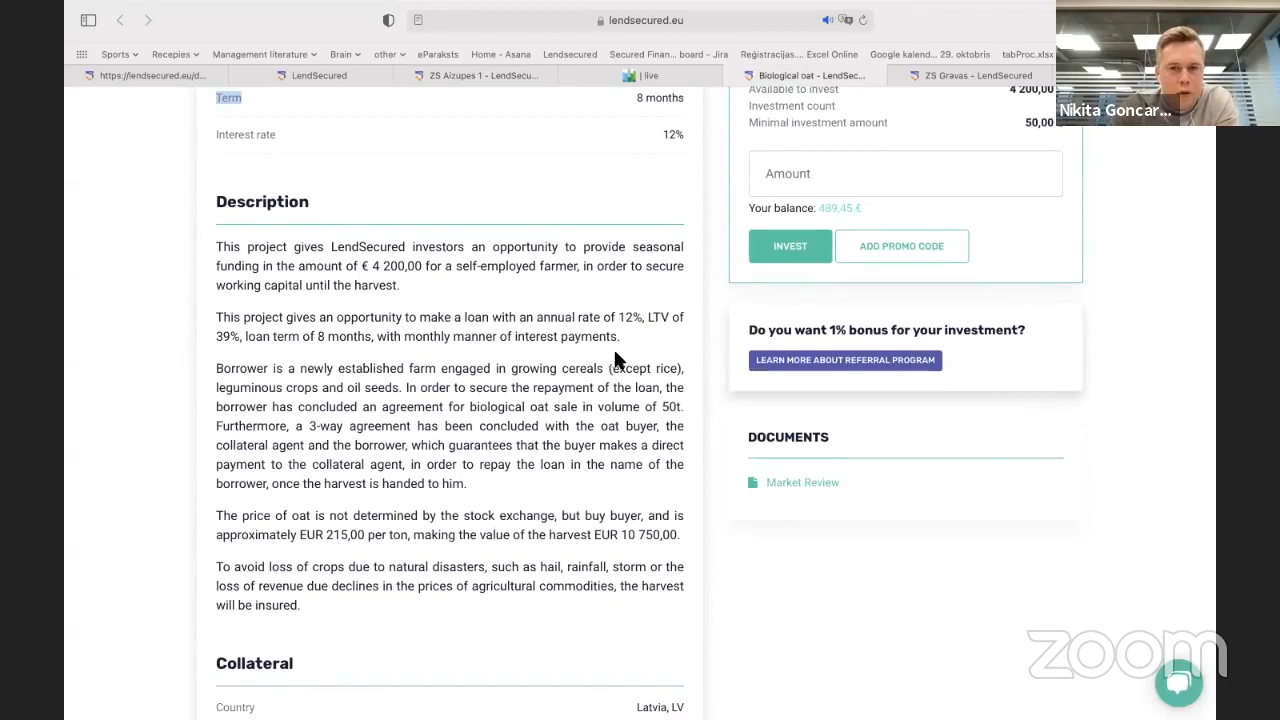 lendsecured.eu
Sports
Recepies
Management literature
Brain
other
eParaksts
Home - Asana
Lendsecured
Secured Finan... board - Jira
Reģistrācijas... Excel Online
Google kalend... 29. oktobris
tabProc.xlsx
https://lendsecured.eu/d...
LendSecured
ZS Aizupes 1 - LendSecu...
| live
Biological oat - LendSec...
ZS Gravas - LendSecured
Nikita Goncar...
Term 8 months
Interest rate 12%
Description
This project gives LendSecured investors an opportunity to provide seasonal
funding in the amount of € 4 200,00 for a self-employed farmer, in order to secure
working capital until the harvest.
This project gives an opportunity to make a loan with an annual rate of 12%, LTV of
39%, loan term of 8 months, with monthly manner of interest payments.
Borrower is a newly established farm engaged in growing cereals (except rice),
leguminous crops and oil seeds. In order to secure the repayment of the loan, the
borrower has concluded an agreement for biological oat sale in volume of 50t.
Furthermore, a 3-way agreement has been concluded with the oat buyer, the
collateral agent and the borrower, which guarantees that the buyer makes a direct
payment to the collateral agent, in order to repay the loan in the name of the
borrower, once the harvest is handed to him.
The price of oat is not determined by the stock exchange, but buy buyer, and is
approximately EUR 215,00 per ton, making the value of the harvest EUR 10 750,00.
To avoid loss of crops due to natural disasters, such as hail, rainfall, storm or the
loss of revenue due declines in the prices of agricultural commodities, the harvest
will be insured.
Collateral
Country Latvia, LV
Available to invest 4 200,00
Investment count
Minimal investment amount 50,00
Amount
Your balance: 489,45 €
INVEST
ADD PROMO CODE
Do you want 1% bonus for your investment?
LEARN MORE ABOUT REFERRAL PROGRAM
DOCUMENTS
Market Review
zoom